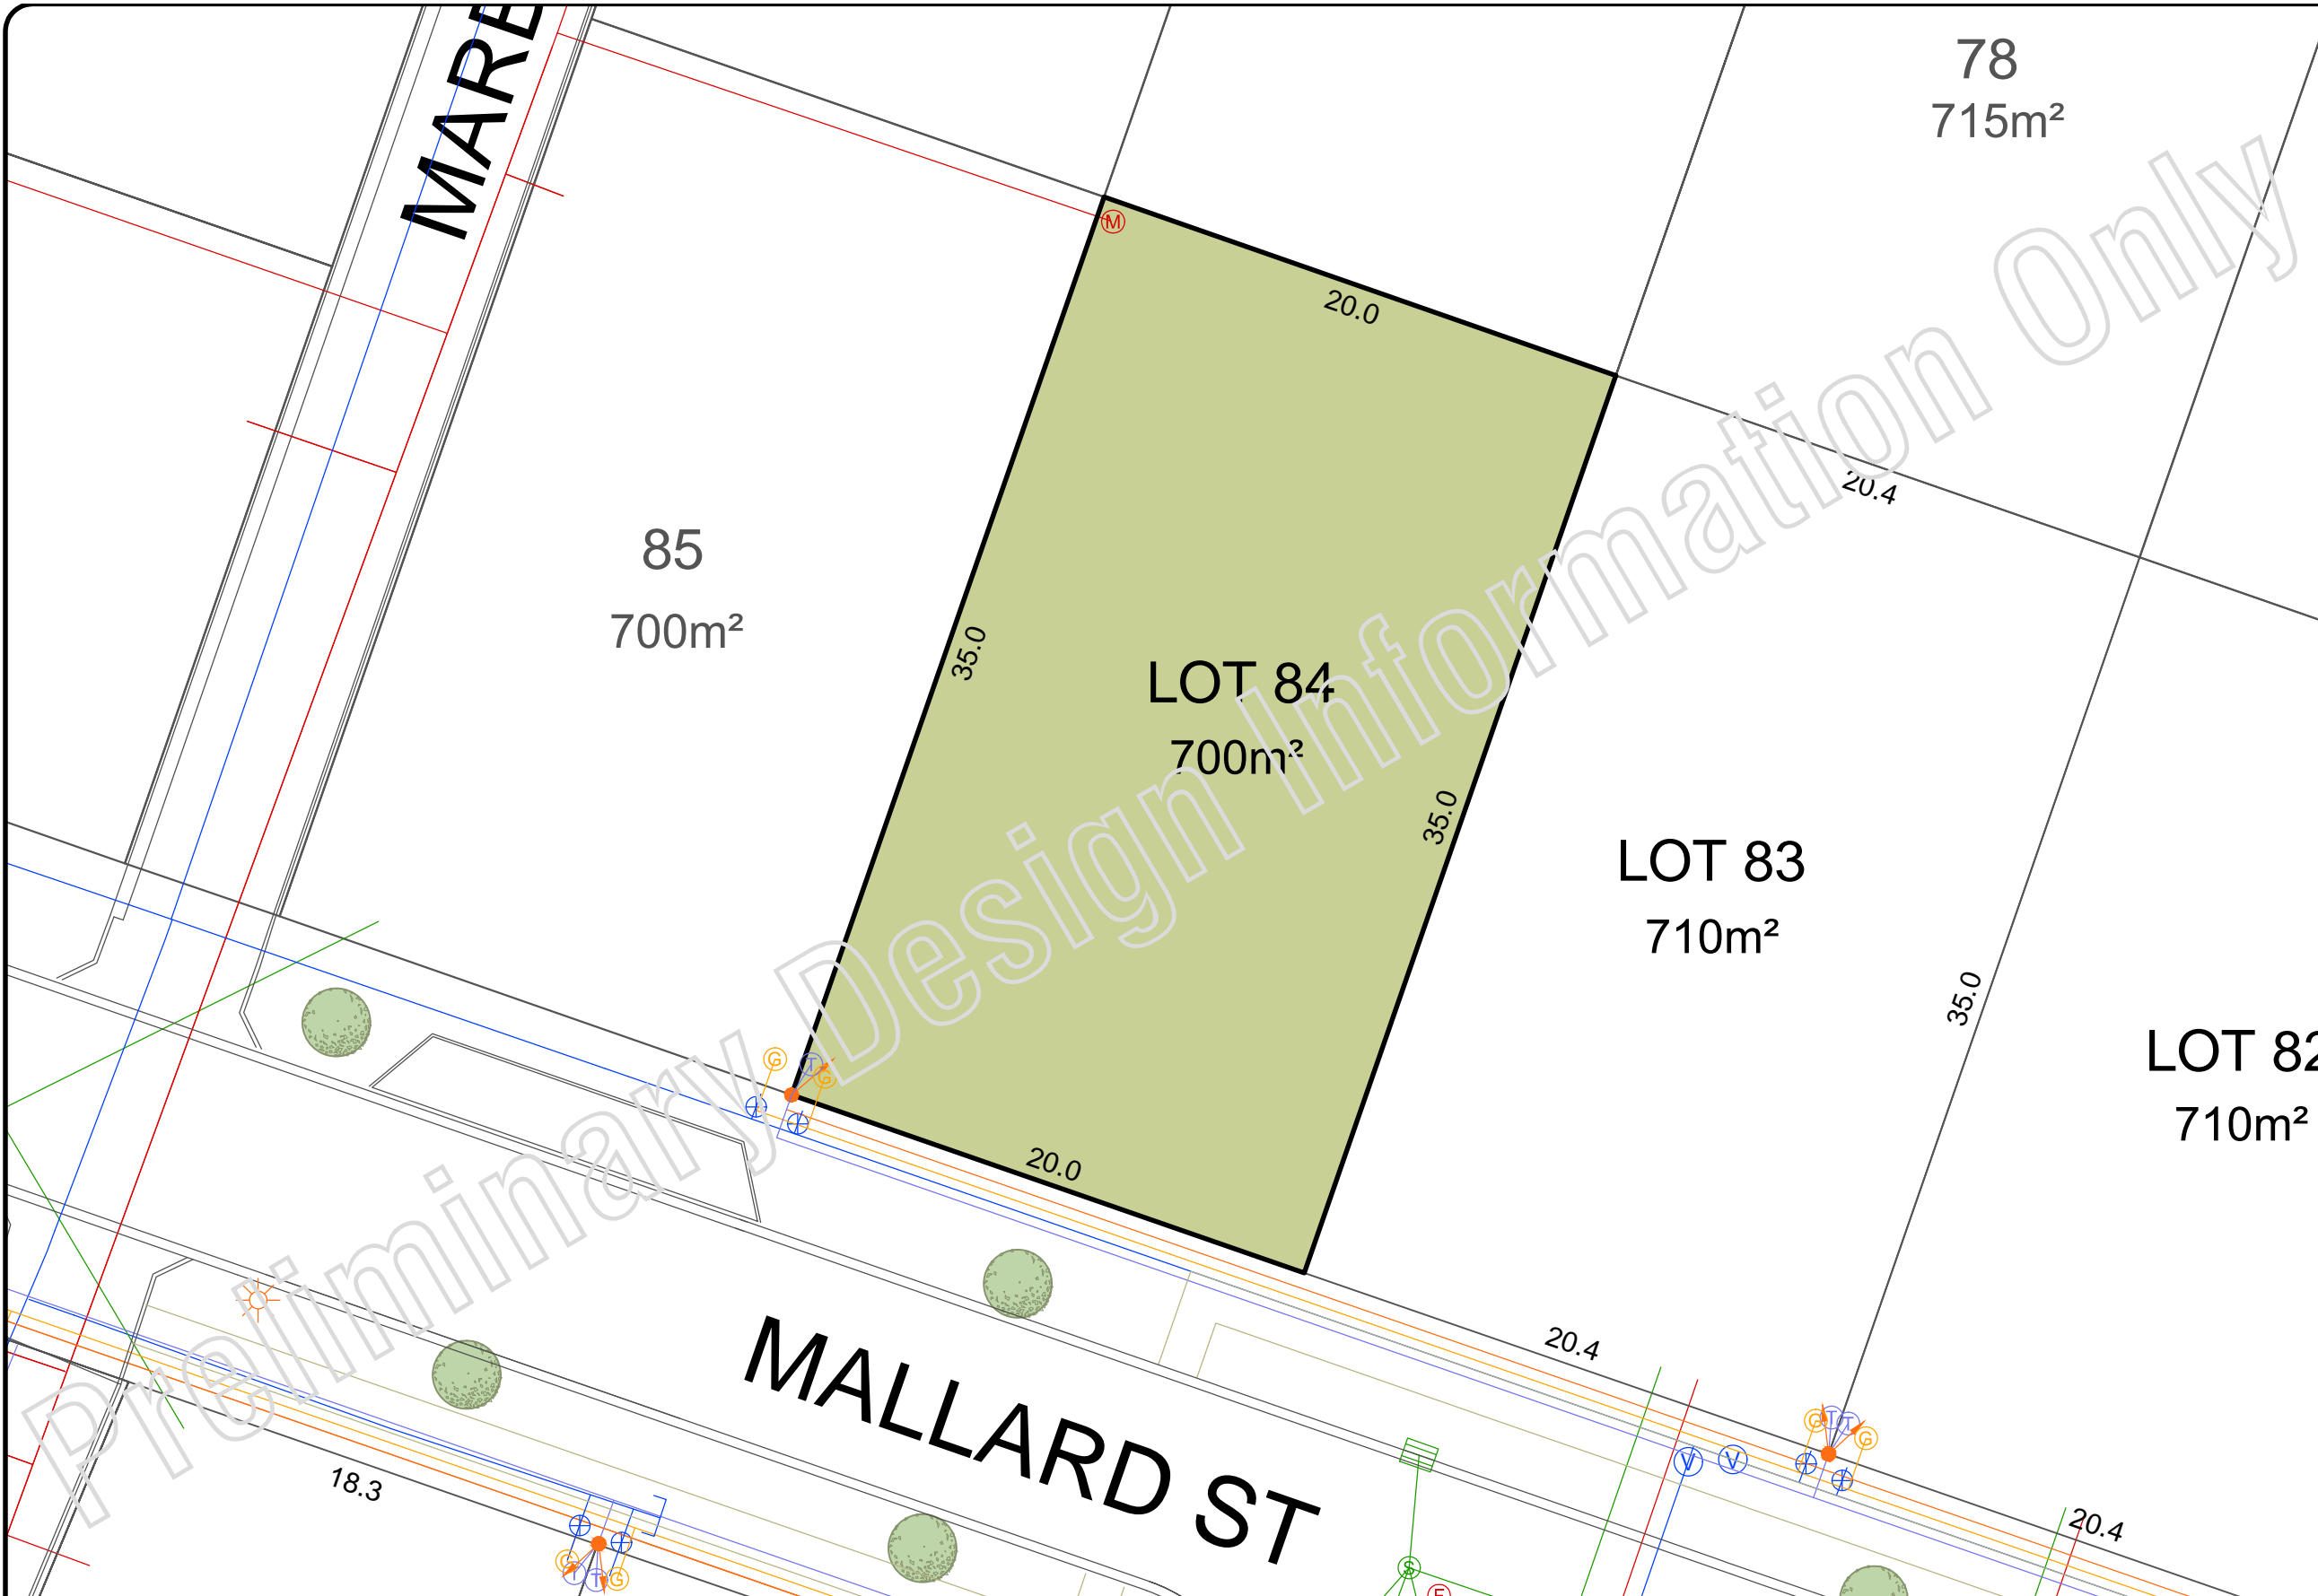 MARE
78
715m²
M
20.0
20.4
85
700m²
35.0
LOT 84
700m²
35.0
LOT 83
710m²
35.0
LOT 82
710m²
G
T
G
20.0
20.4
MALLARD ST
18.3
G
T
T
G
V
V
G
T
T
G
20.4
S
Preliminary Design Information Only